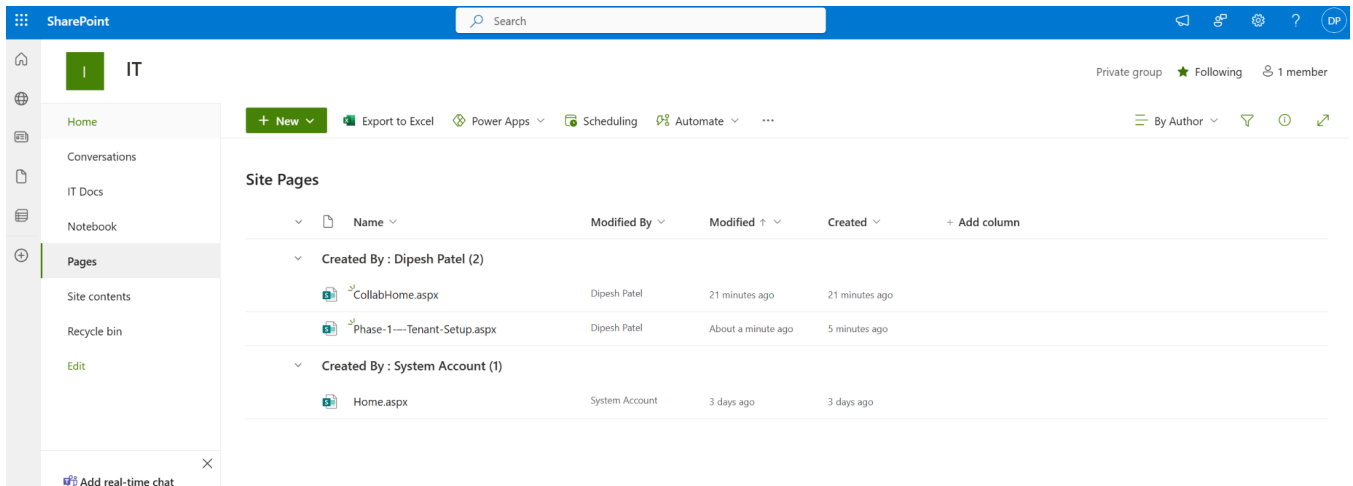 SharePoint
Search
DP
I
IT
Private group
Following
1 member
Home
Conversations
IT Docs
Notebook
Pages
Site contents
Recycle bin
Edit
Add real-time chat
+ New
Export to Excel
Power Apps
Scheduling
Automate
...
By Author
Site Pages
Name
Modified By
Modified ↑
Created
+ Add column
Created By : Dipesh Patel (2)
CollabHome.aspx
Dipesh Patel
21 minutes ago
21 minutes ago
Phase-1-–-Tenant-Setup.aspx
Dipesh Patel
About a minute ago
5 minutes ago
Created By : System Account (1)
Home.aspx
System Account
3 days ago
3 days ago